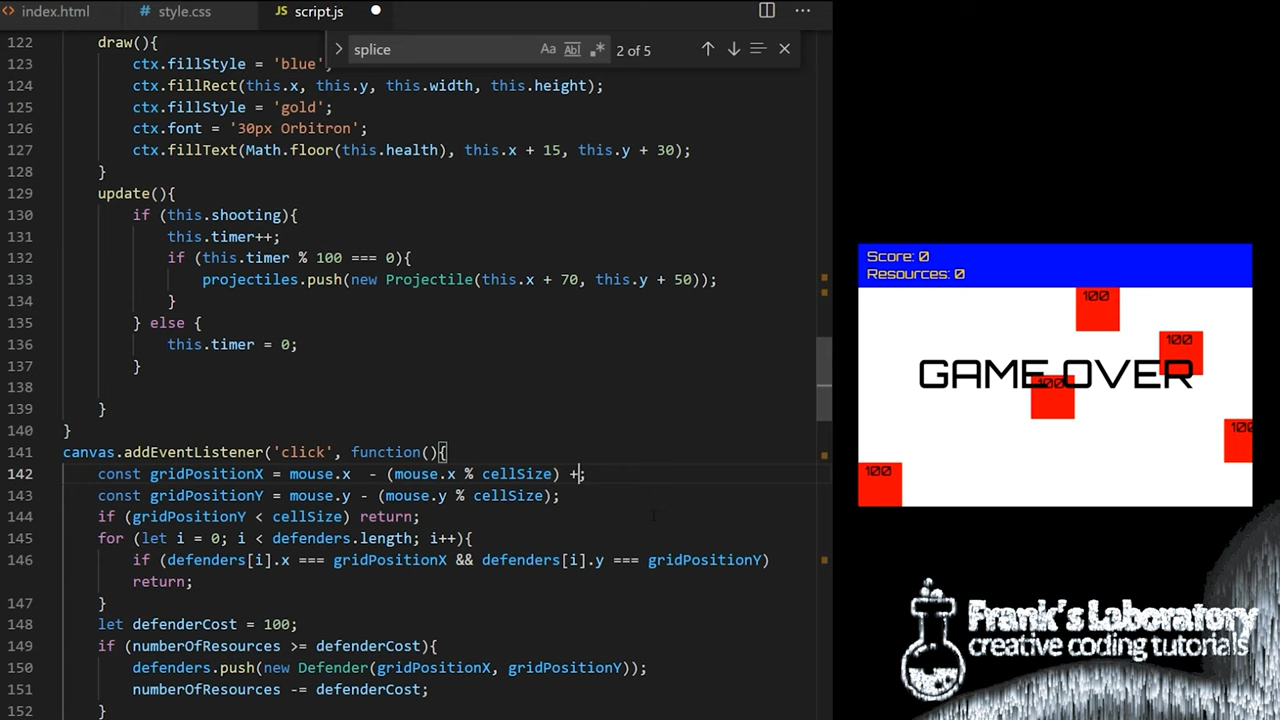 index.html style.css JS script.js
splice Aa Abl .* 2 of 5
122 draw(){
123 ctx.fillStyle = 'blue';
124 ctx.fillRect(this.x, this.y, this.width, this.height);
125 ctx.fillStyle = 'gold';
126 ctx.font = '30px Orbitron';
127 ctx.fillText(Math.floor(this.health), this.x + 15, this.y + 30);
128 }
129 update(){
130 if (this.shooting){
131 this.timer++;
132 if (this.timer % 100 === 0){
133 projectiles.push(new Projectile(this.x + 70, this.y + 50));
134 }
135 } else {
136 this.timer = 0;
137 }
138
139 }
140 }
141 canvas.addEventListener('click', function(){
142 const gridPositionX = mouse.x  - (mouse.x % cellSize) +;
143 const gridPositionY = mouse.y - (mouse.y % cellSize);
144 if (gridPositionY < cellSize) return;
145 for (let i = 0; i < defenders.length; i++){
146 if (defenders[i].x === gridPositionX && defenders[i].y === gridPositionY)
return;
147 }
148 let defenderCost = 100;
149 if (numberOfResources >= defenderCost){
150 defenders.push(new Defender(gridPositionX, gridPositionY));
151 numberOfResources -= defenderCost;
152 }
Score: 0
Resources: 0
100
100
GAME OVER
100
100
100
Frank's Laboratory
creative coding tutorials